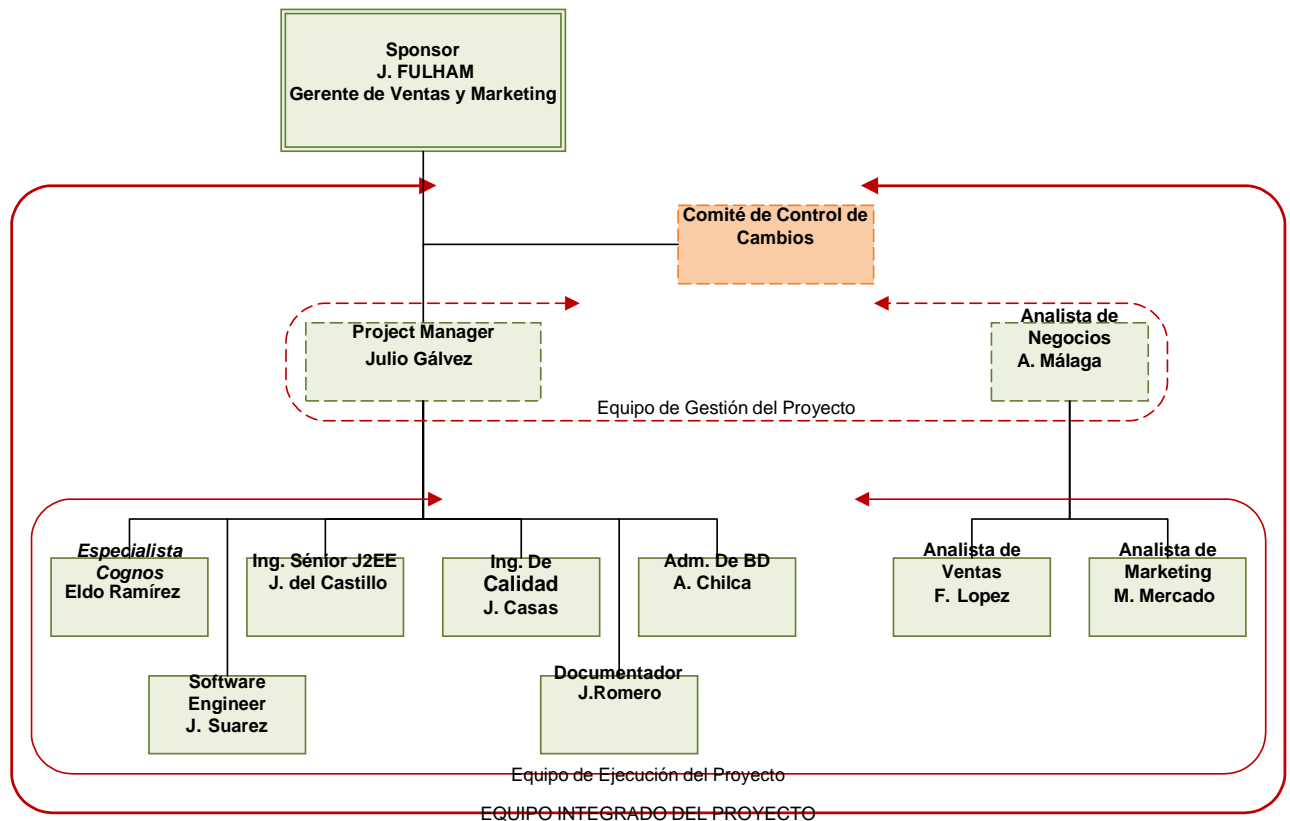 Sponsor
J. FULHAM
Gerente de Ventas y Marketing
Comité de Control de
Cambios
Project Manager
Julio Gálvez
Analista de
Negocios
A. Málaga
Equipo de Gestión del Proyecto
Especialista
Cognos
Eldo Ramírez
Ing. Sénior J2EE
J. del Castillo
Ing. De
Calidad
J. Casas
Adm. De BD
A. Chilca
Analista de
Ventas
F. Lopez
Analista de
Marketing
M. Mercado
Software
Engineer
J. Suarez
Documentador
J.Romero
Equipo de Ejecución del Proyecto
EQUIPO INTEGRADO DEL PROYECTO